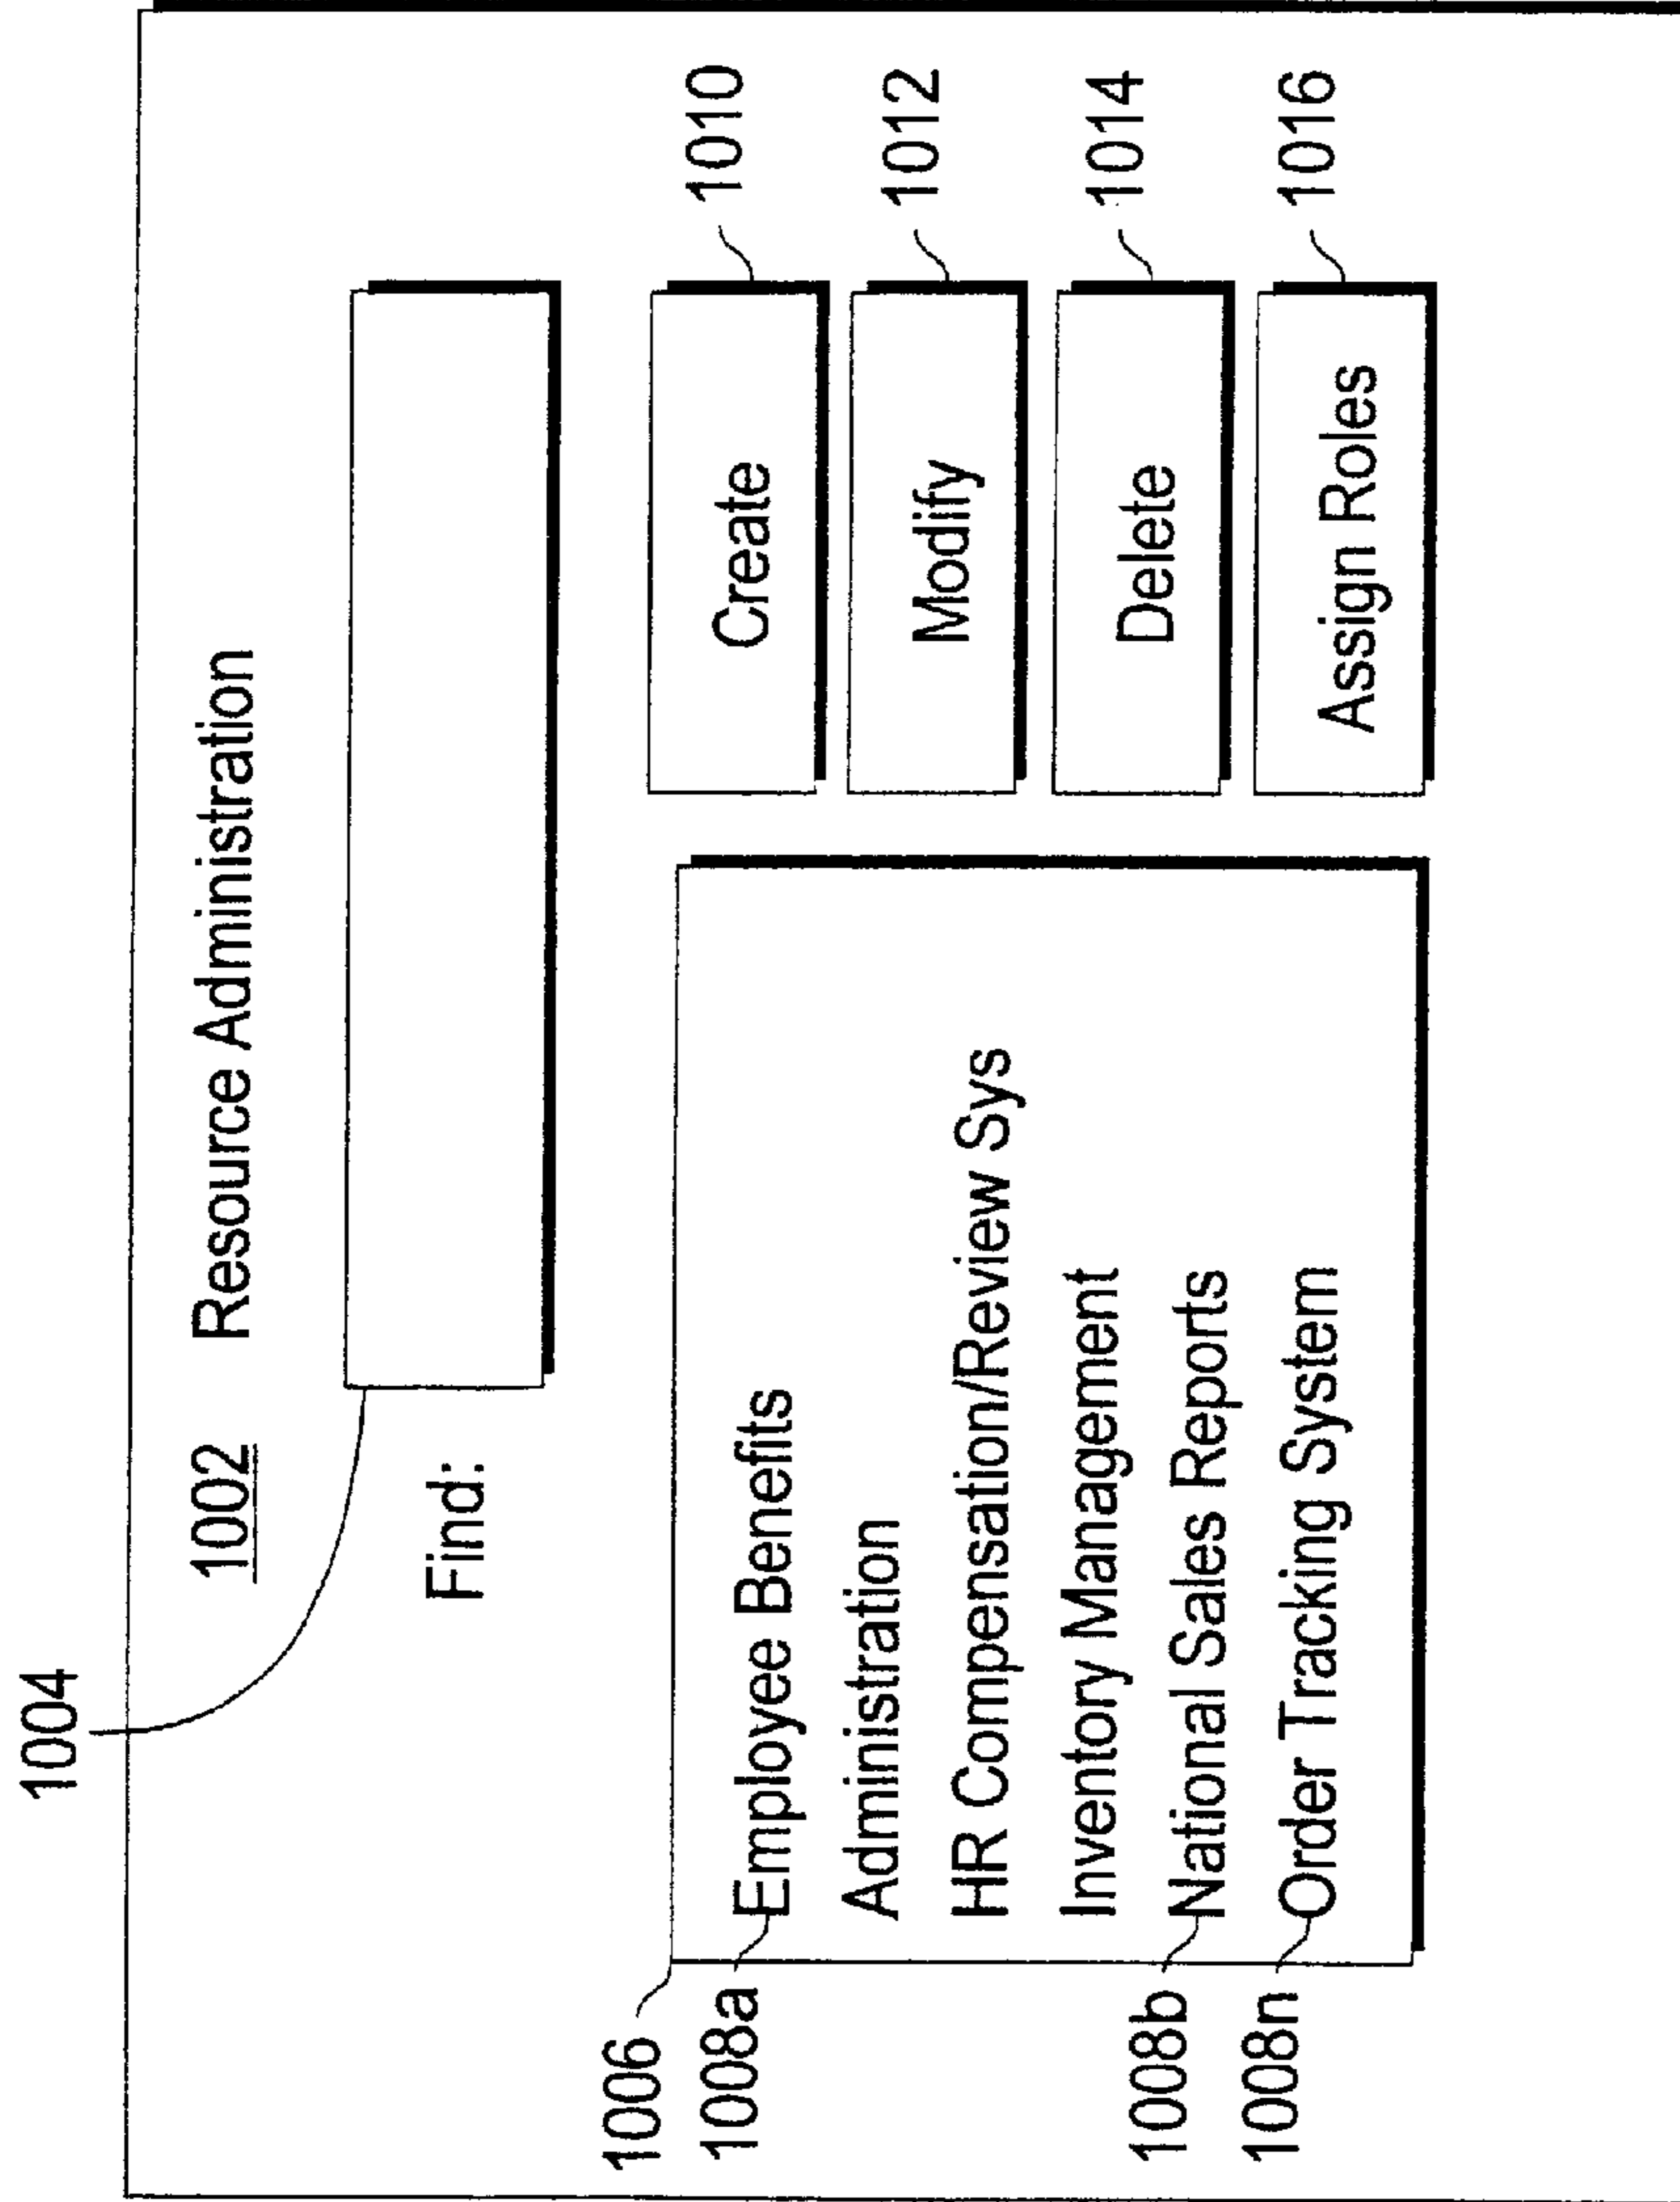 1004
1002 Resource Administration
Find:
1006
1008a Employee Benefits
Administration
HR Compensation/Review Sys
Inventory Management
1008b National Sales Reports
1008n Order Tracking System
Create 1010
Modify 1012
Delete 1014
Assign Roles 1016